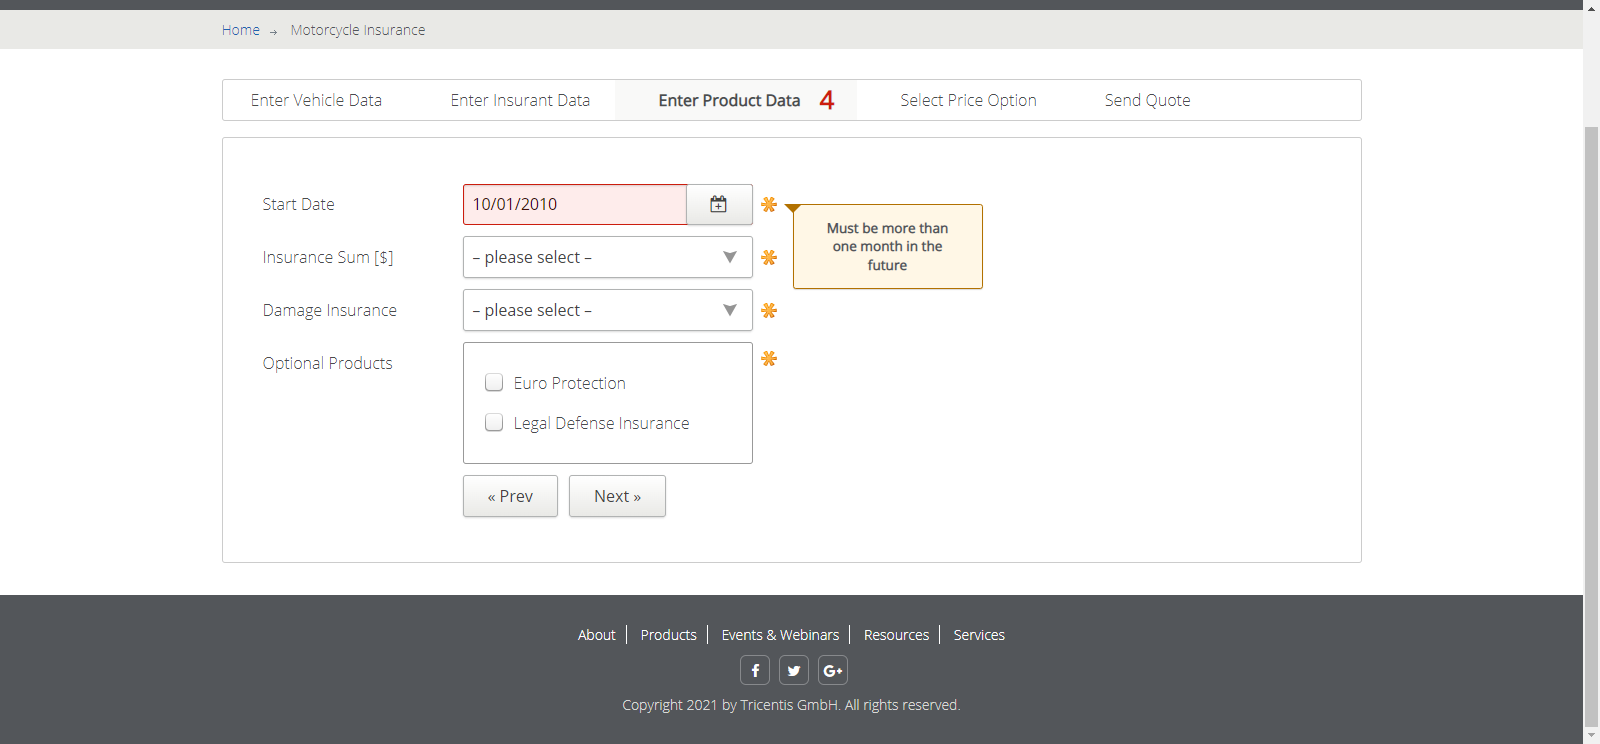 Home → Motorcycle Insurance
Enter Vehicle Data Enter Insurant Data Enter Product Data 4 Select Price Option Send Quote
Start Date 10/01/2010
Must be more than
one month in the
future
Insurance Sum [$] – please select –
Damage Insurance – please select –
Optional Products
Euro Protection
Legal Defense Insurance
« Prev Next »
About Products Events & Webinars Resources Services
f G+
Copyright 2021 by Tricentis GmbH. All rights reserved.